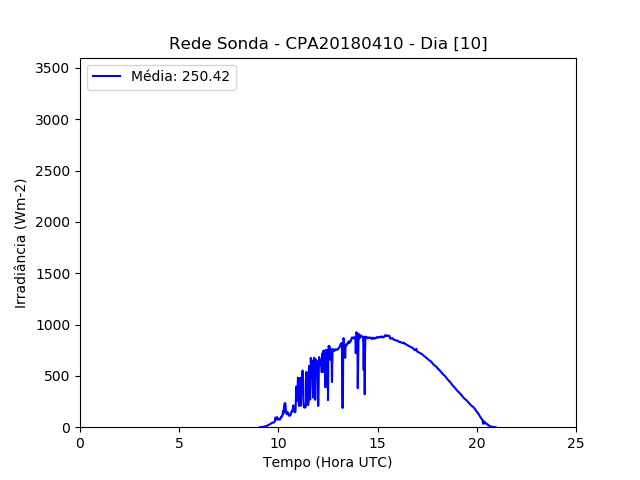 Rede Sonda - CPA20180410 - Dia [10]
Média: 250.42
3500
3000
2500
2000
1500
1000
500
0
Irradiância (Wm-2)
0 5 10 15 20 25
Tempo (Hora UTC)